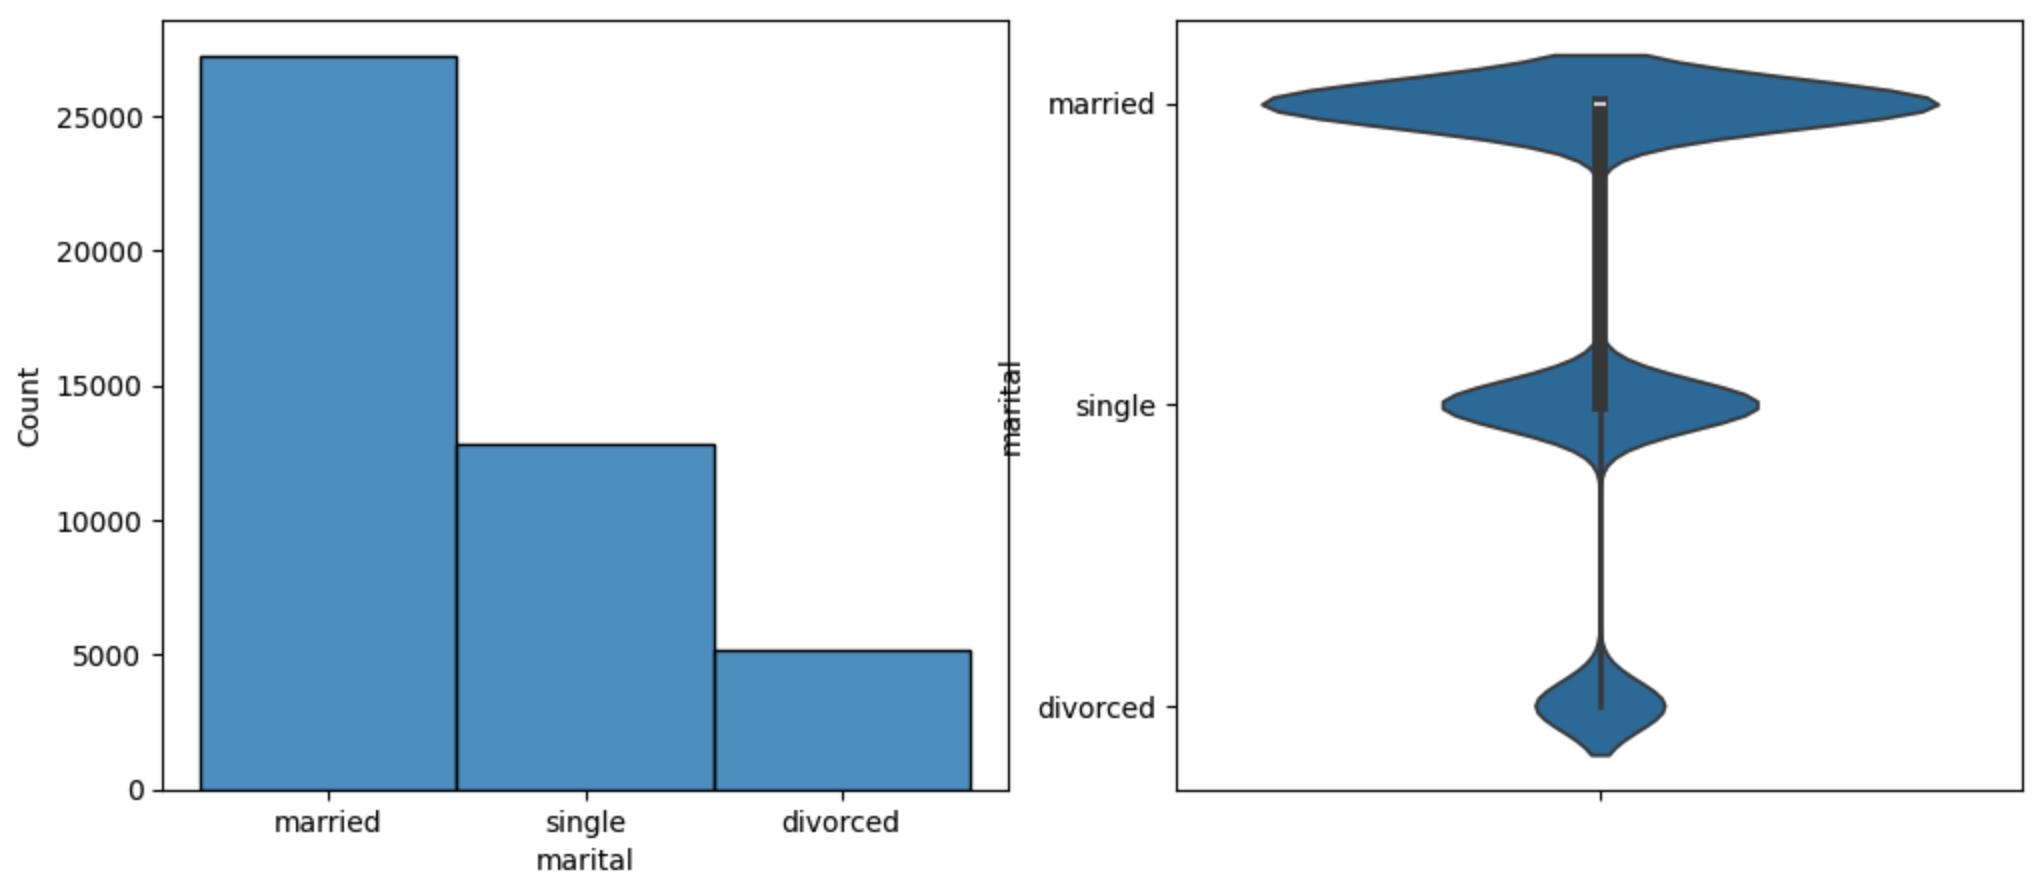 Count
25000
20000
15000
10000
5000
0
married single divorced
marital
marital
married
single
divorced